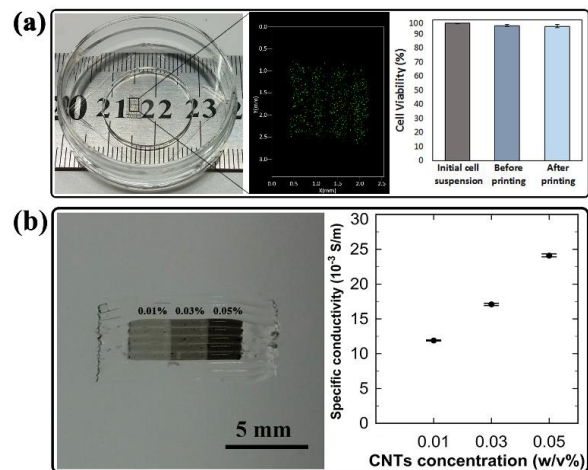 (a)
20 21 22 23
Y(mm)
0.0
0.5
1.0
1.5
2.0
2.5
3.0
0.0 0.5 1.0 1.5 2.0 2.5
X(mm)
Cell Viability (%)
100
90
80
70
60
50
40
30
20
10
0
Initial cell Before After
suspension printing printing
(b)
0.01% 0.03% 0.05%
5 mm
Specific conductivity (10⁻³ S/m)
30
25
20
15
10
5
0
0.01 0.03 0.05
CNTs concentration (w/v%)